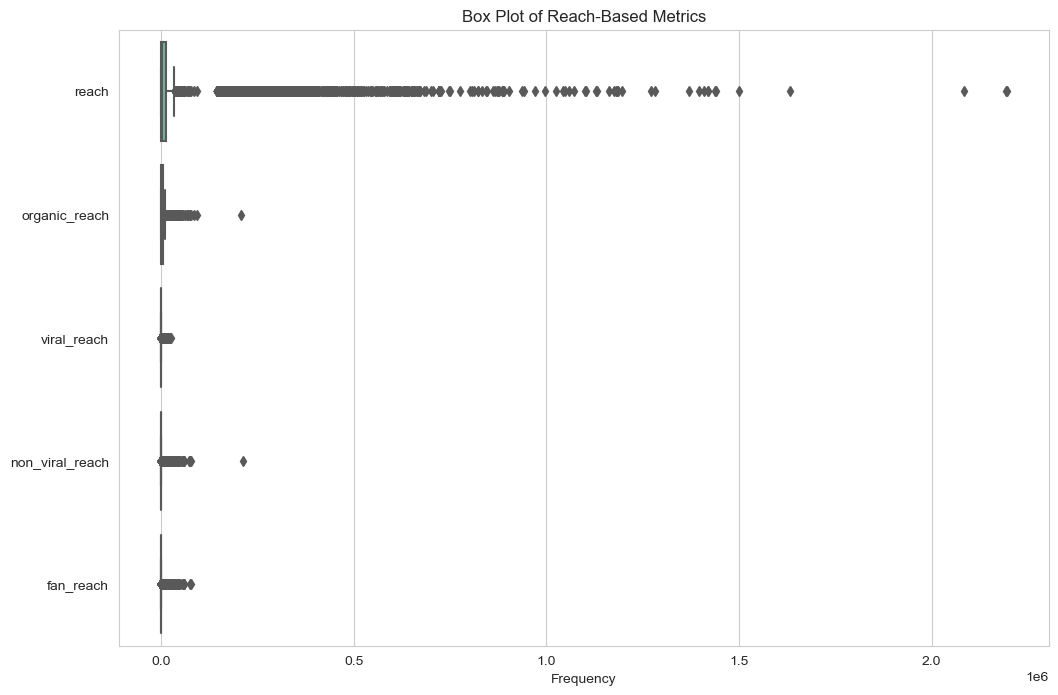 Box Plot of Reach-Based Metrics
reach
organic_reach
viral_reach
non_viral_reach
fan_reach
0.0 0.5 1.0 1.5 2.0
1e6
Frequency